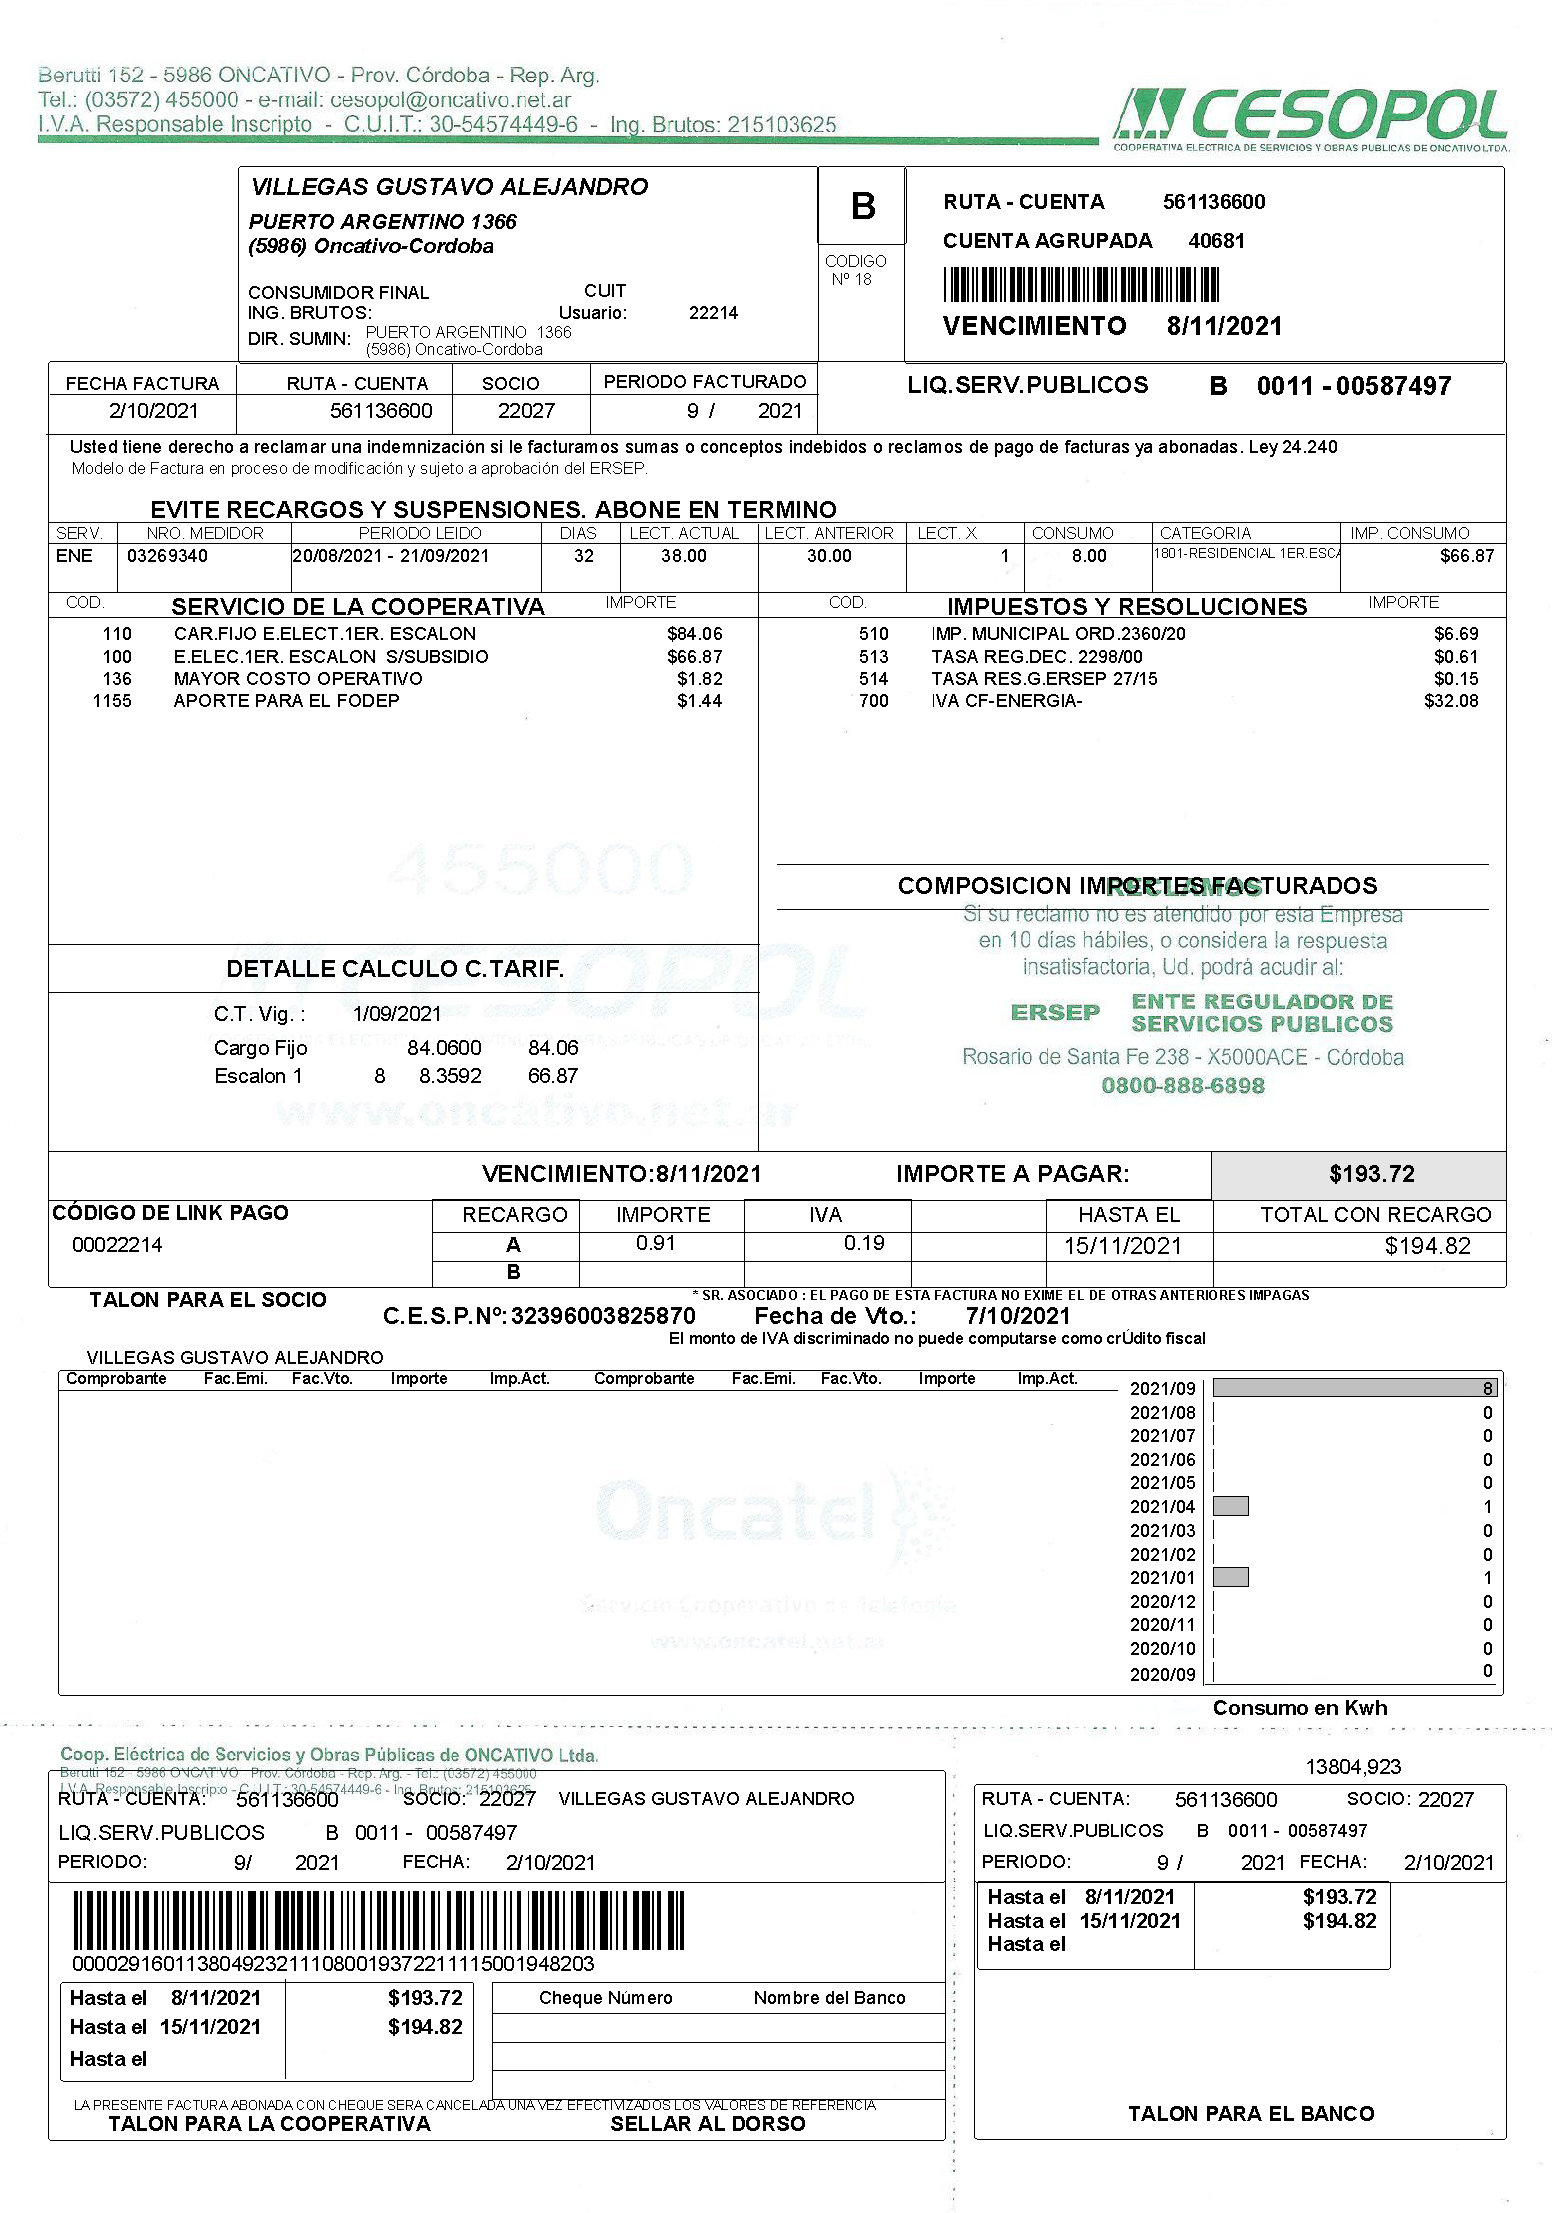 Berutti 152 - 5986 ONCATIVO - Prov. Córdoba - Rep. Arg.
Tel.: (03572) 455000 - e-mail: cesopol@oncativo.net.ar
I.V.A. Responsable Inscripto - C.U.I.T.: 30-54574449-6 - Ing. Brutos: 215103625
CESOPOL
COOPERATIVA ELECTRICA DE SERVICIOS Y OBRAS PUBLICAS DE ONCATIVO LTDA.
VILLEGAS GUSTAVO ALEJANDRO
PUERTO ARGENTINO 1366
(5986) Oncativo-Cordoba
CONSUMIDOR FINAL CUIT
ING. BRUTOS: Usuario: 22214
DIR. SUMIN: PUERTO ARGENTINO 1366
(5986) Oncativo-Cordoba
B
CODIGO
Nº 18
RUTA - CUENTA 561136600
CUENTA AGRUPADA 40681
VENCIMIENTO 8/11/2021
FECHA FACTURA RUTA - CUENTA SOCIO PERIODO FACTURADO
2/10/2021 561136600 22027 9 / 2021
LIQ.SERV.PUBLICOS B 0011 - 00587497
Usted tiene derecho a reclamar una indemnización si le facturamos sumas o conceptos indebidos o reclamos de pago de facturas ya abonadas. Ley 24.240
Modelo de Factura en proceso de modificación y sujeto a aprobación del ERSEP.
EVITE RECARGOS Y SUSPENSIONES. ABONE EN TERMINO
SERV. NRO. MEDIDOR PERIODO LEIDO DIAS LECT. ACTUAL LECT. ANTERIOR LECT. X CONSUMO CATEGORIA IMP. CONSUMO
ENE 03269340 20/08/2021 - 21/09/2021 32 38.00 30.00 1 8.00 1801-RESIDENCIAL 1ER.ESCA $66.87
COD. SERVICIO DE LA COOPERATIVA IMPORTE
110 CAR.FIJO E.ELECT.1ER. ESCALON $84.06
100 E.ELEC.1ER. ESCALON S/SUBSIDIO $66.87
136 MAYOR COSTO OPERATIVO $1.82
1155 APORTE PARA EL FODEP $1.44
COD. IMPUESTOS Y RESOLUCIONES IMPORTE
510 IMP. MUNICIPAL ORD.2360/20 $6.69
513 TASA REG.DEC. 2298/00 $0.61
514 TASA RES.G.ERSEP 27/15 $0.15
700 IVA CF-ENERGIA- $32.08
455000
CESOPOL
www.oncativo.net.ar
DETALLE CALCULO C.TARIF.
C.T. Vig. : 1/09/2021
Cargo Fijo 84.0600 84.06
Escalon 1 8 8.3592 66.87
COMPOSICION IMPORTES FACTURADOS
RECLAMOS
Si su reclamo no es atendido por esta Empresa
en 10 días hábiles, o considera la respuesta
insatisfactoria, Ud. podrá acudir al:
ERSEP ENTE REGULADOR DE
SERVICIOS PUBLICOS
Rosario de Santa Fe 238 - X5000ACE - Córdoba
0800-888-6898
VENCIMIENTO:8/11/2021 IMPORTE A PAGAR: $193.72
CÓDIGO DE LINK PAGO RECARGO IMPORTE IVA HASTA EL TOTAL CON RECARGO
00022214 A 0.91 0.19 15/11/2021 $194.82
B
TALON PARA EL SOCIO
* SR. ASOCIADO : EL PAGO DE ESTA FACTURA NO EXIME EL DE OTRAS ANTERIORES IMPAGAS
C.E.S.P.Nº: 32396003825870 Fecha de Vto.: 7/10/2021
El monto de IVA discriminado no puede computarse como crÚdito fiscal
VILLEGAS GUSTAVO ALEJANDRO
Comprobante Fac.Emi. Fac.Vto. Importe Imp.Act. Comprobante Fac.Emi. Fac.Vto. Importe Imp.Act.
2021/09 8
2021/08 0
2021/07 0
2021/06 0
2021/05 0
2021/04 1
2021/03 0
2021/02 0
2021/01 1
2020/12 0
2020/11 0
2020/10 0
2020/09 0
Consumo en Kwh
Oncatel
Servicio Cooperativo de Telefonía
www.oncatel.net.ar
Coop. Eléctrica de Servicios y Obras Públicas de ONCATIVO Ltda.
Berutti 152 - 5986 ONCATIVO - Prov. Córdoba - Rep. Arg. - Tel.: (03572) 455000
I.V.A. Responsable Inscripto - C.U.I.T.: 30-54574449-6 - Ing. Brutos: 215103625
RUTA - CUENTA: 561136600 SOCIO: 22027 VILLEGAS GUSTAVO ALEJANDRO
LIQ.SERV.PUBLICOS B 0011 - 00587497
PERIODO: 9/ 2021 FECHA: 2/10/2021
00002916011380492321110800193722111150019482​03
Hasta el 8/11/2021 $193.72
Hasta el 15/11/2021 $194.82
Hasta el
Cheque Número Nombre del Banco
LA PRESENTE FACTURA ABONADA CON CHEQUE SERA CANCELADA UNA VEZ EFECTIVIZADOS LOS VALORES DE REFERENCIA
TALON PARA LA COOPERATIVA SELLAR AL DORSO
13804,923
RUTA - CUENTA: 561136600 SOCIO: 22027
LIQ.SERV.PUBLICOS B 0011 - 00587497
PERIODO: 9 / 2021 FECHA: 2/10/2021
Hasta el 8/11/2021 $193.72
Hasta el 15/11/2021 $194.82
Hasta el
TALON PARA EL BANCO